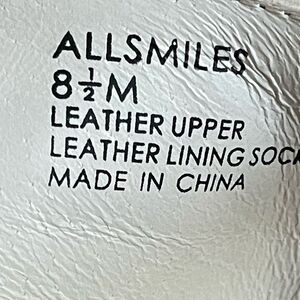 ALLSMILES
8½M
LEATHER UPPER
LEATHER LINING SOCK
MADE IN CHINA